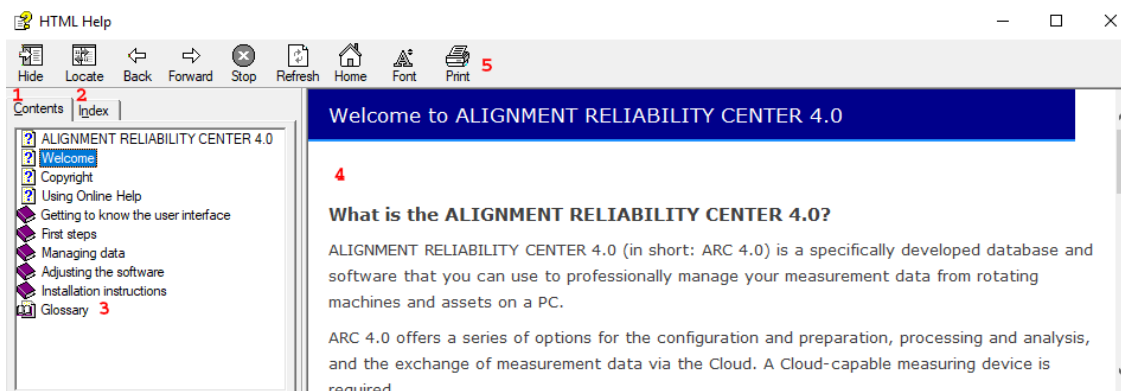 HTML Help
Hide Locate Back Forward Stop Refresh Home Font Print 5
1 2
Contents Index
ALIGNMENT RELIABILITY CENTER 4.0
Welcome
Copyright
Using Online Help
Getting to know the user interface
First steps
Managing data
Adjusting the software
Installation instructions
Glossary 3
Welcome to ALIGNMENT RELIABILITY CENTER 4.0
4
What is the ALIGNMENT RELIABILITY CENTER 4.0?
ALIGNMENT RELIABILITY CENTER 4.0 (in short: ARC 4.0) is a specifically developed database and
software that you can use to professionally manage your measurement data from rotating
machines and assets on a PC.
ARC 4.0 offers a series of options for the configuration and preparation, processing and analysis,
and the exchange of measurement data via the Cloud. A Cloud-capable measuring device is
required.